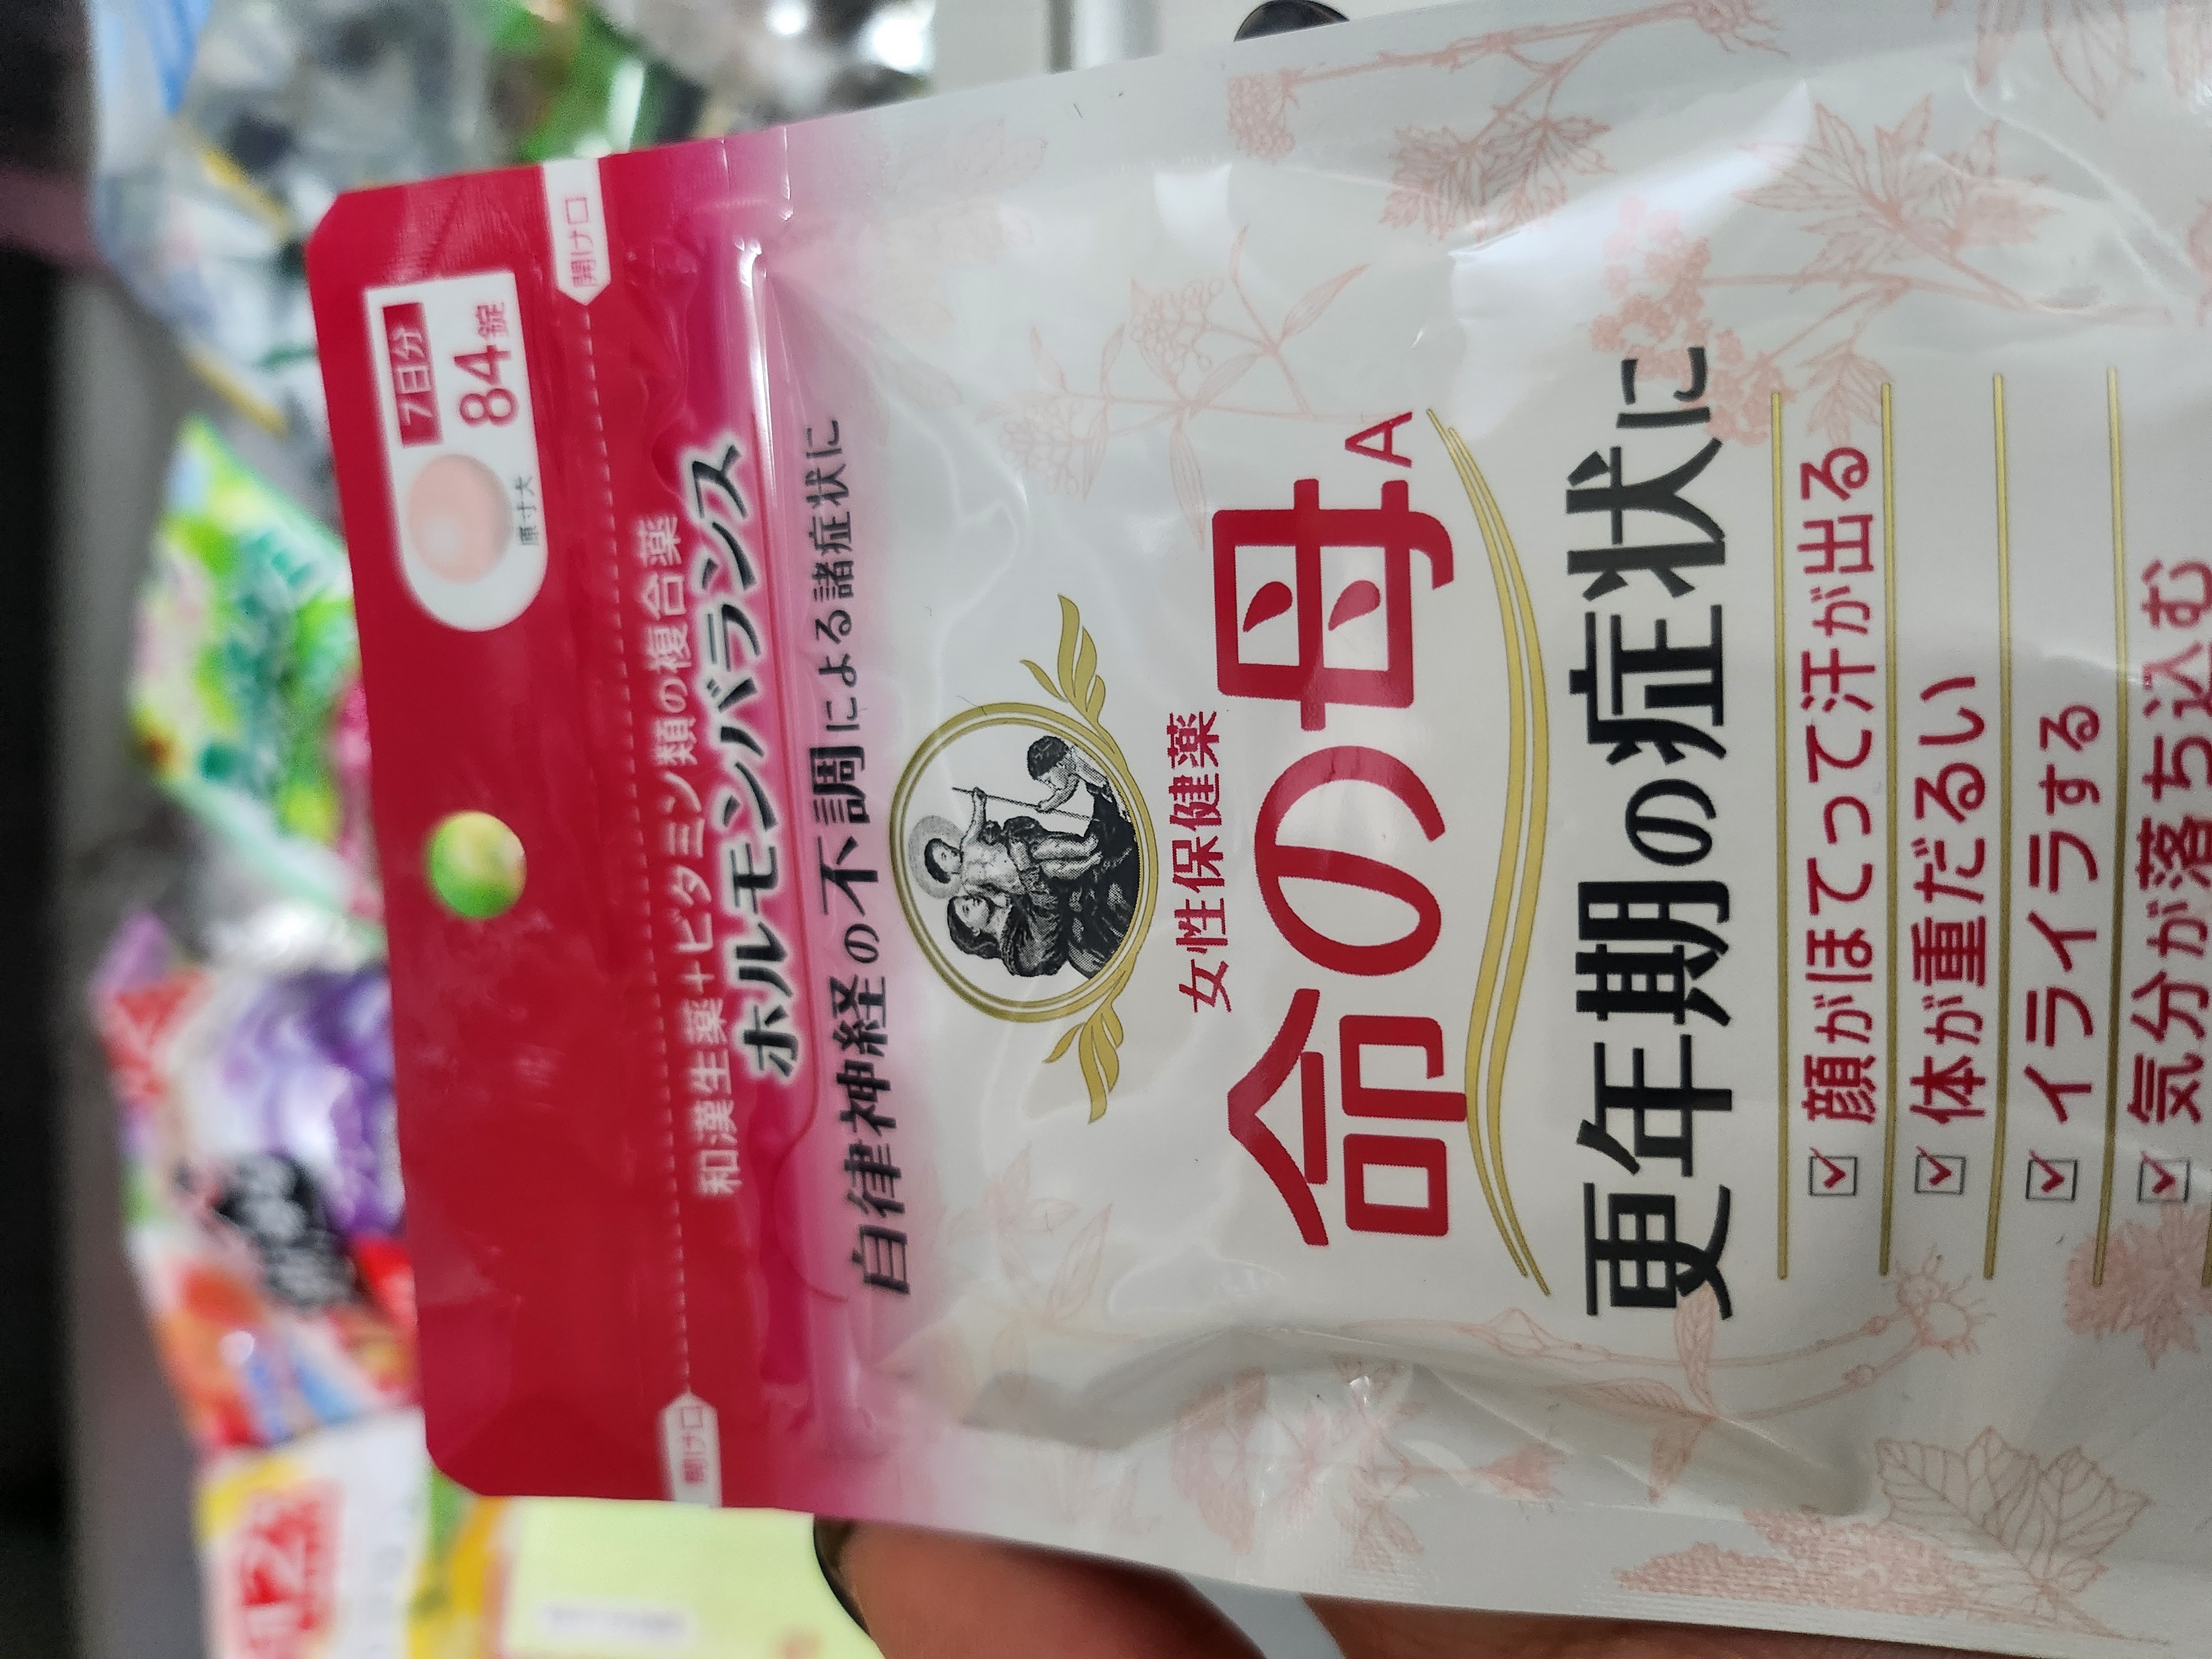 7日分
84錠
原寸大
開け口
開け口
和漢生薬+ビタミン類の複合薬
ホルモンバランス
自律神経の不調による諸症状に
女性保健薬
命の母A
更年期の症状に
顔がほてって汗が出る
体が重だるい
イライラする
気分が落ち込む